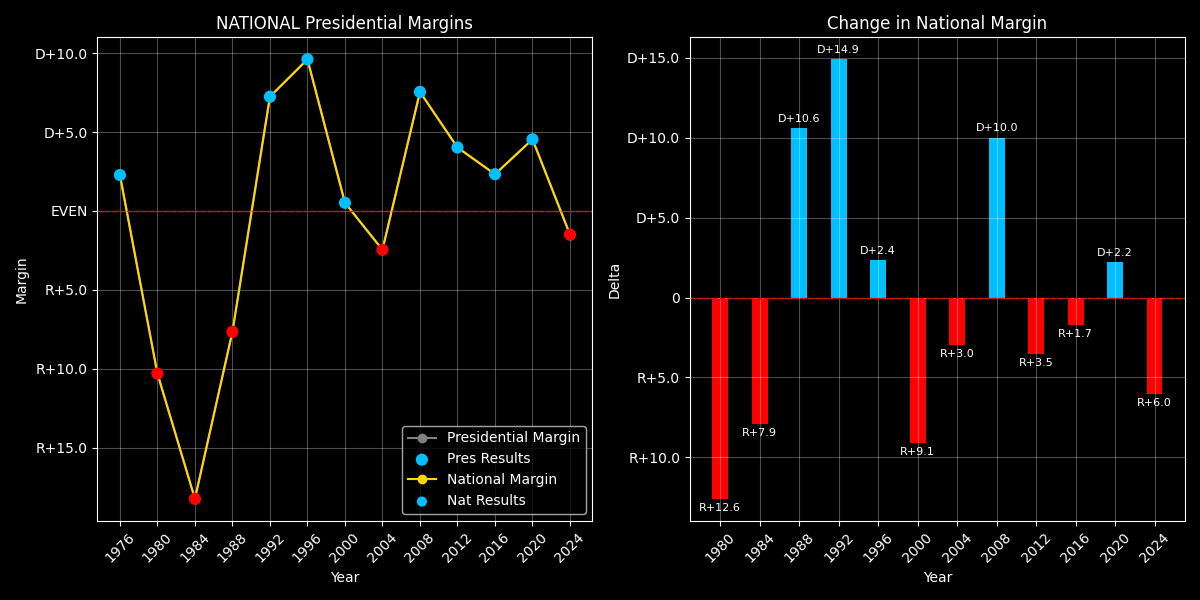 NATIONAL Presidential Margins
D+10.0
D+5.0
EVEN
R+5.0
R+10.0
R+15.0
Margin
Presidential Margin
Pres Results
National Margin
Nat Results
1976
1980
1984
1988
1992
1996
2000
2004
2008
2012
2016
2020
2024
Year
Change in National Margin
D+15.0
D+10.0
D+5.0
0
R+5.0
R+10.0
Delta
R+12.6
R+7.9
D+10.6
D+14.9
D+2.4
R+9.1
R+3.0
D+10.0
R+3.5
R+1.7
D+2.2
R+6.0
1980
1984
1988
1992
1996
2000
2004
2008
2012
2016
2020
2024
Year